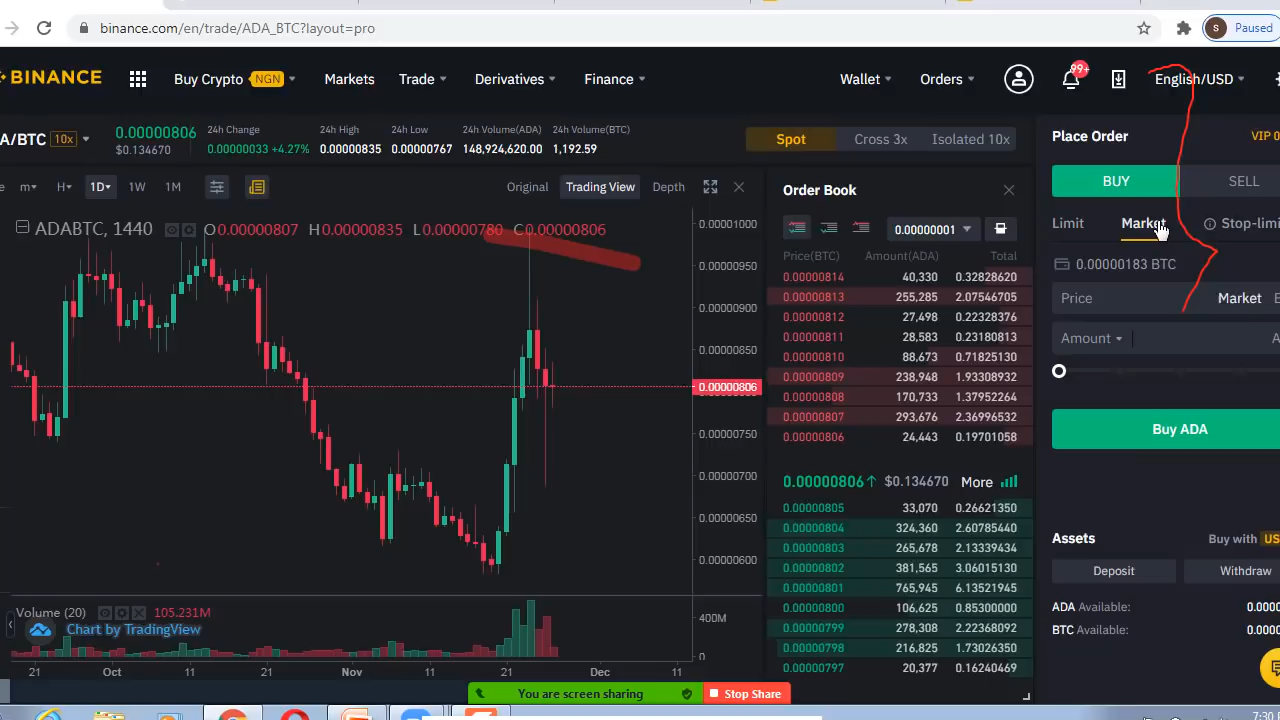 binance.com/en/trade/ADA_BTC?layout=pro
S Paused
BINANCE
Buy Crypto NGN Markets Trade Derivatives Finance
Wallet Orders 99+ English/USD
A/BTC 10x
0.00000806
$0.134670
24h Change
0.00000033 +4.27%
24h High
0.00000835
24h Low
0.00000767
24h Volume(ADA)
148,924,620.00
24h Volume(BTC)
1,192.59
Spot Cross 3x Isolated 10x
Place Order VIP 0
e m H 1D 1W 1M
Original Trading View Depth
Order Book
BUY SELL
ADABTC, 1440 O0.00000807 H0.00000835 L0.00000780 C0.00000806
0.00000001
Limit Market Stop-limi
0.00000183 BTC
Price Market
Amount
Buy ADA
Price(BTC) Amount(ADA) Total
0.00000814 40,330 0.32828620
0.00000813 255,285 2.07546705
0.00000812 27,498 0.22328376
0.00000811 28,583 0.23180813
0.00000810 88,673 0.71825130
0.00000809 238,948 1.93308932
0.00000808 170,733 1.37952264
0.00000807 293,676 2.36996532
0.00000806 24,443 0.19701058
0.00000806↑ $0.134670 More
0.00000805 33,070 0.26621350
0.00000804 324,360 2.60785440
0.00000803 265,678 2.13339434
0.00000802 381,565 3.06015130
0.00000801 765,945 6.13521945
0.00000800 106,625 0.85300000
0.00000799 278,308 2.22368092
0.00000798 216,825 1.73026350
0.00000797 20,377 0.16240469
0.00001000
0.00000950
0.00000900
0.00000850
0.00000806
0.00000750
0.00000700
0.00000650
0.00000600
Volume (20) 105.231M
Chart by TradingView
400M
0
21 Oct 11 21 Nov 11 21 Dec 11
Assets Buy with US
Deposit Withdraw
ADA Available: 0.0000
BTC Available: 0.0000
You are screen sharing Stop Share
7:30